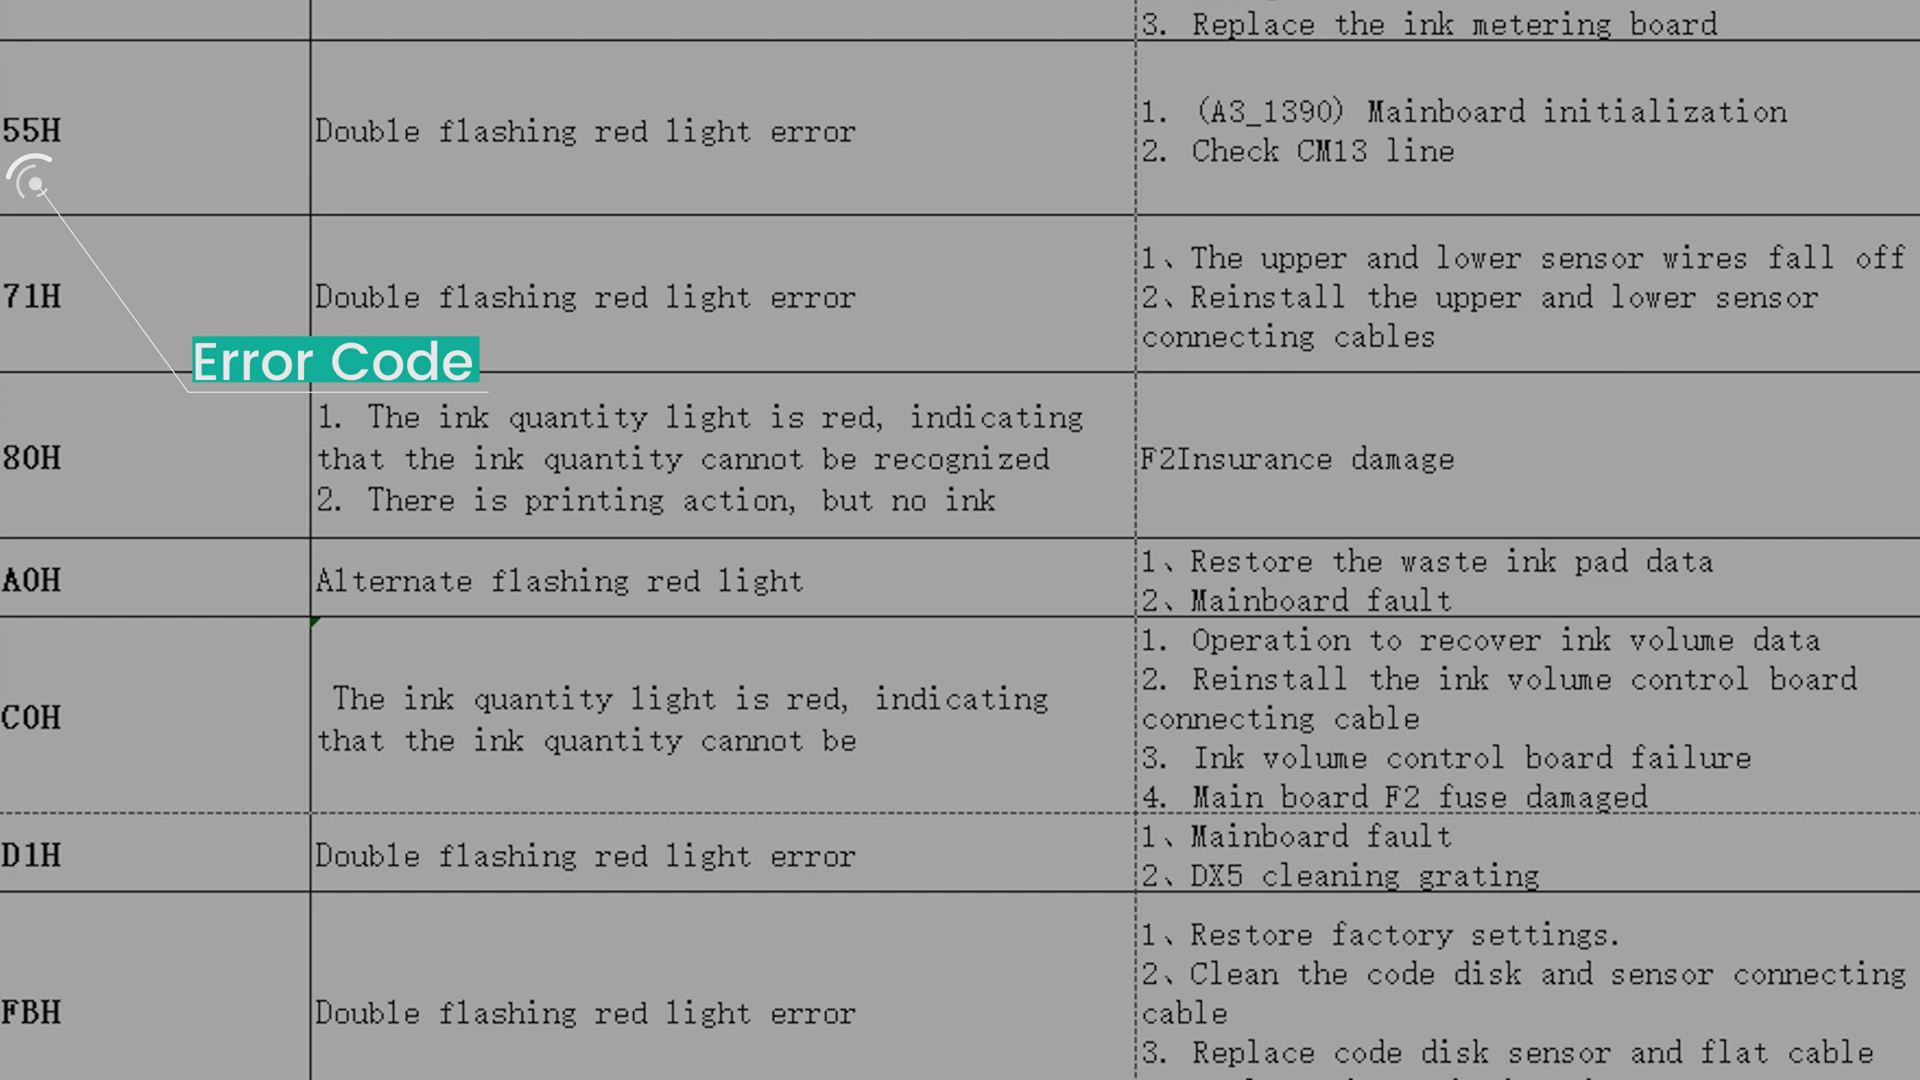 3. Replace the ink metering board
55H
Double flashing red light error
1. (A3_1390) Mainboard initialization
2. Check CM13 line
71H
Double flashing red light error
1、The upper and lower sensor wires fall off
2、Reinstall the upper and lower sensor
connecting cables
Error Code
80H
1. The ink quantity light is red, indicating
that the ink quantity cannot be recognized
2. There is printing action, but no ink
F2Insurance damage
A0H
Alternate flashing red light
1、Restore the waste ink pad data
2、Mainboard fault
C0H
The ink quantity light is red, indicating
that the ink quantity cannot be
1. Operation to recover ink volume data
2. Reinstall the ink volume control board
connecting cable
3. Ink volume control board failure
4. Main board F2 fuse damaged
D1H
Double flashing red light error
1、Mainboard fault
2、DX5 cleaning grating
FBH
Double flashing red light error
1、Restore factory settings.
2、Clean the code disk and sensor connecting
cable
3. Replace code disk sensor and flat cable